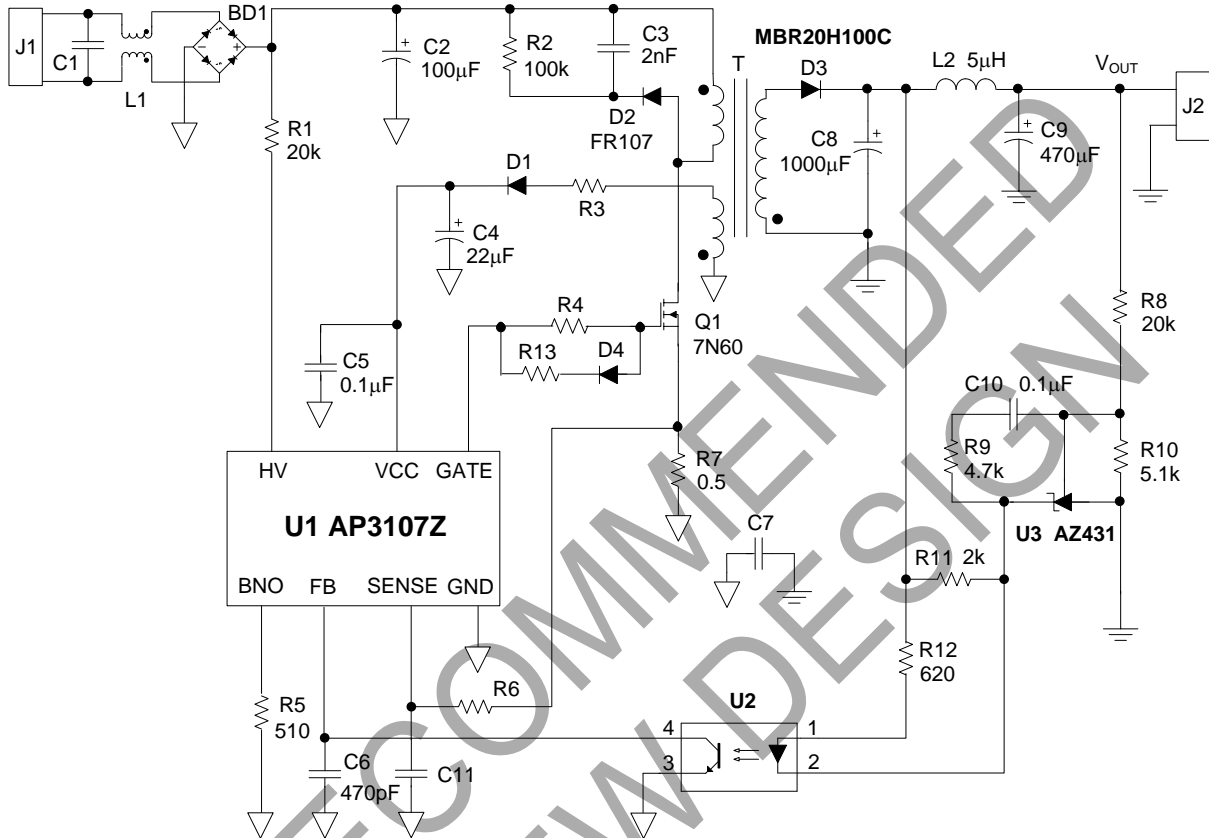 BD1
J1
C1
L1
C2
100μF
R2
100k
C3
2nF
MBR20H100C
T
D3
L2 5μH
VOUT
J2
D2
FR107
R1
20k
C8
1000μF
C9
470μF
D1
R3
C4
22μF
R8
20k
R4
Q1
7N60
R13
D4
C5
0.1μF
C10 0.1μF
R9
4.7k
R10
5.1k
HV
VCC
GATE
R7
0.5
U1 AP3107Z
U3 AZ431
C7
R11 2k
BNO
FB
SENSE
GND
R12
620
R6
U2
R5
510
4
1
3
2
C6
470pF
C11
ECOMMENDED
EW DESIGN